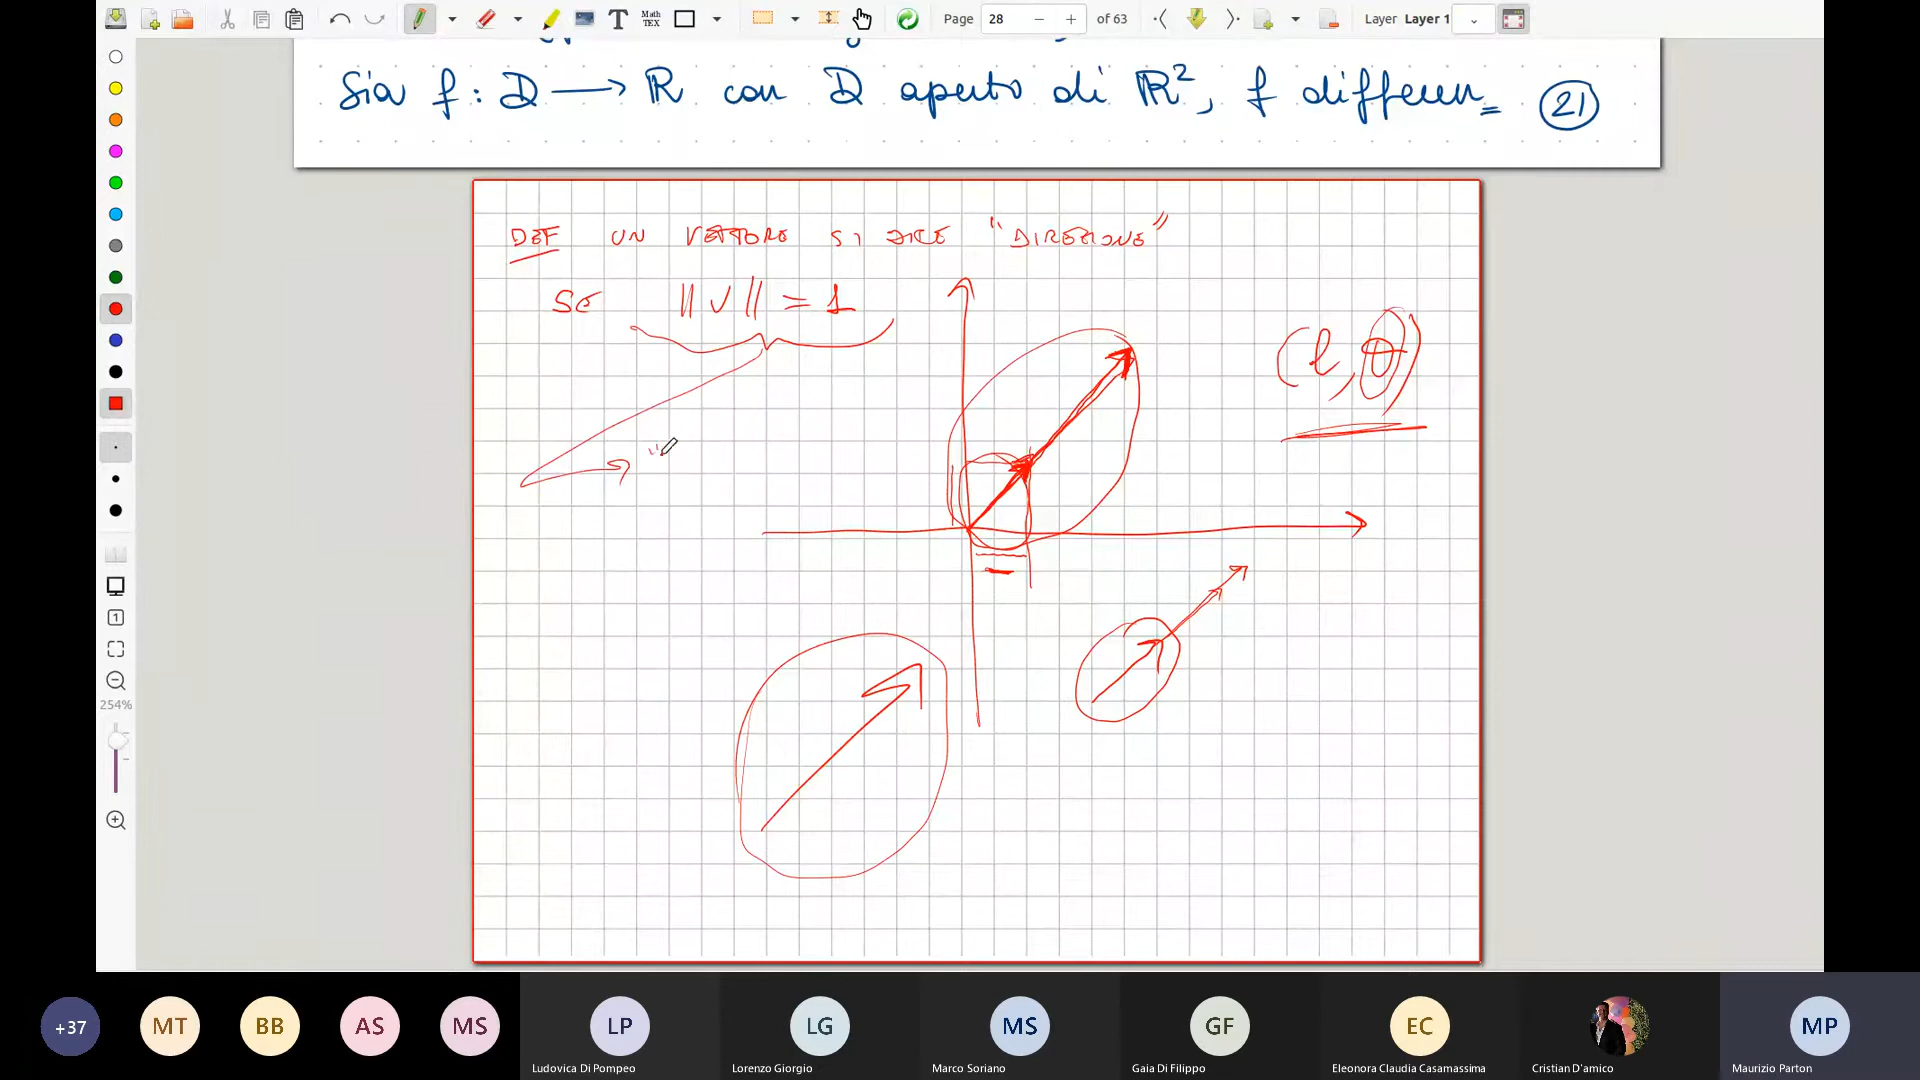 Page 28 of 63 Layer Layer 1
Math
TEX
Sia f : D → R con D aperto di R², f differen= 21
DEF UN VETTORE SI DICE "DIREZIONE"
SE ||V|| = 1
(l, θ)
254%
+37 MT BB AS MS LP LG MS GF EC MP
Ludovica Di Pompeo Lorenzo Giorgio Marco Soriano Gaia Di Filippo Eleonora Claudia Casamassima Cristian D'amico Maurizio Parton